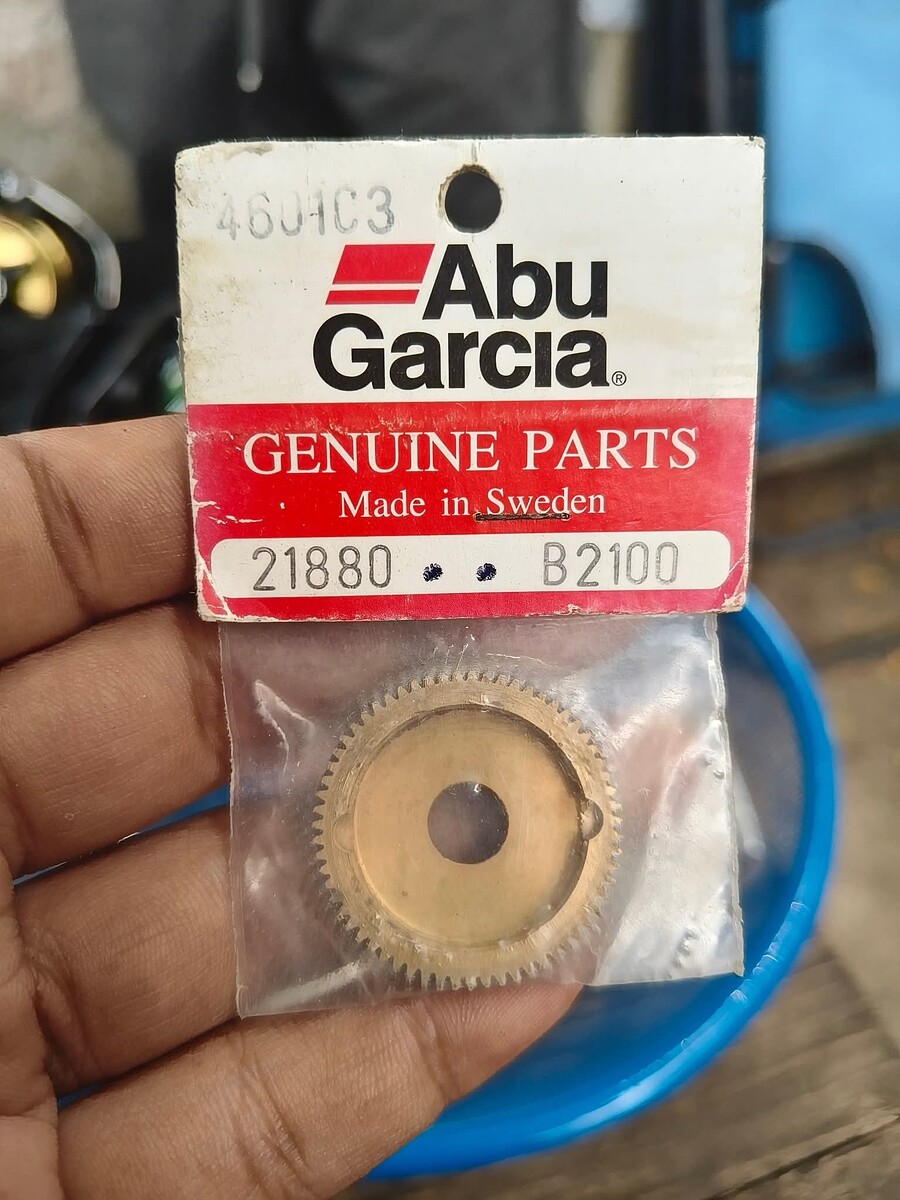 4601C3
Abu
Garcia®
GENUINE PARTS
Made in Sweden
21880 B2100